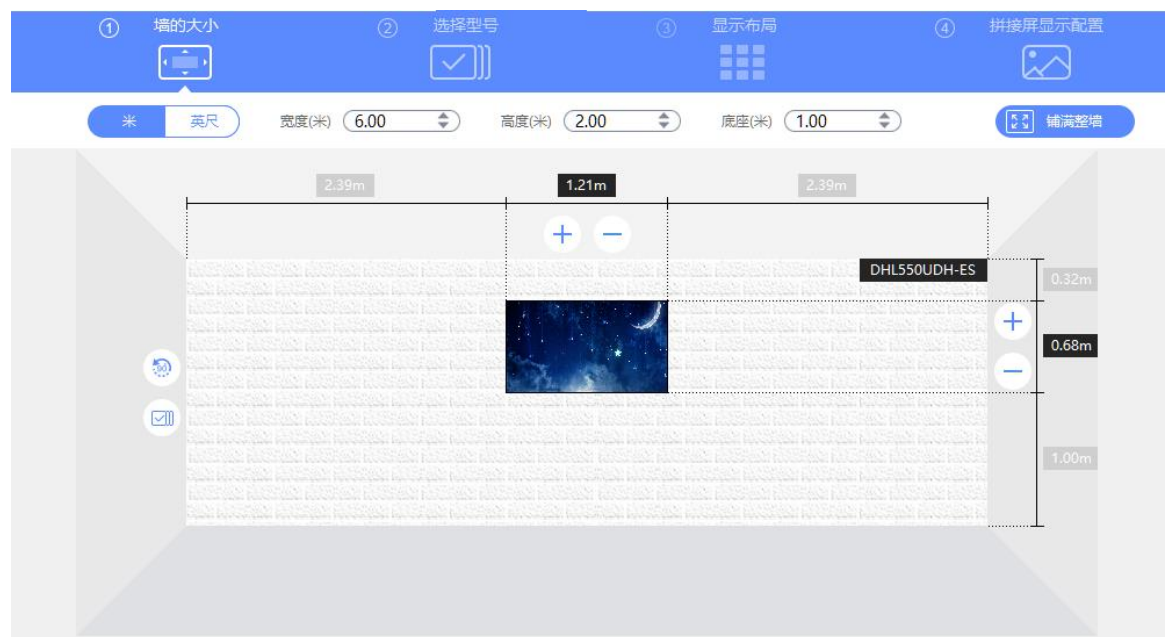 ① 墙的大小
② 选择型号
③ 显示布局
④ 拼接屏显示配置
米 英尺 宽度(米) 6.00 高度(米) 2.00 底座(米) 1.00 铺满整墙
2.39m 1.21m 2.39m
DHL550UDH-ES
0.32m
0.68m
90
1.00m